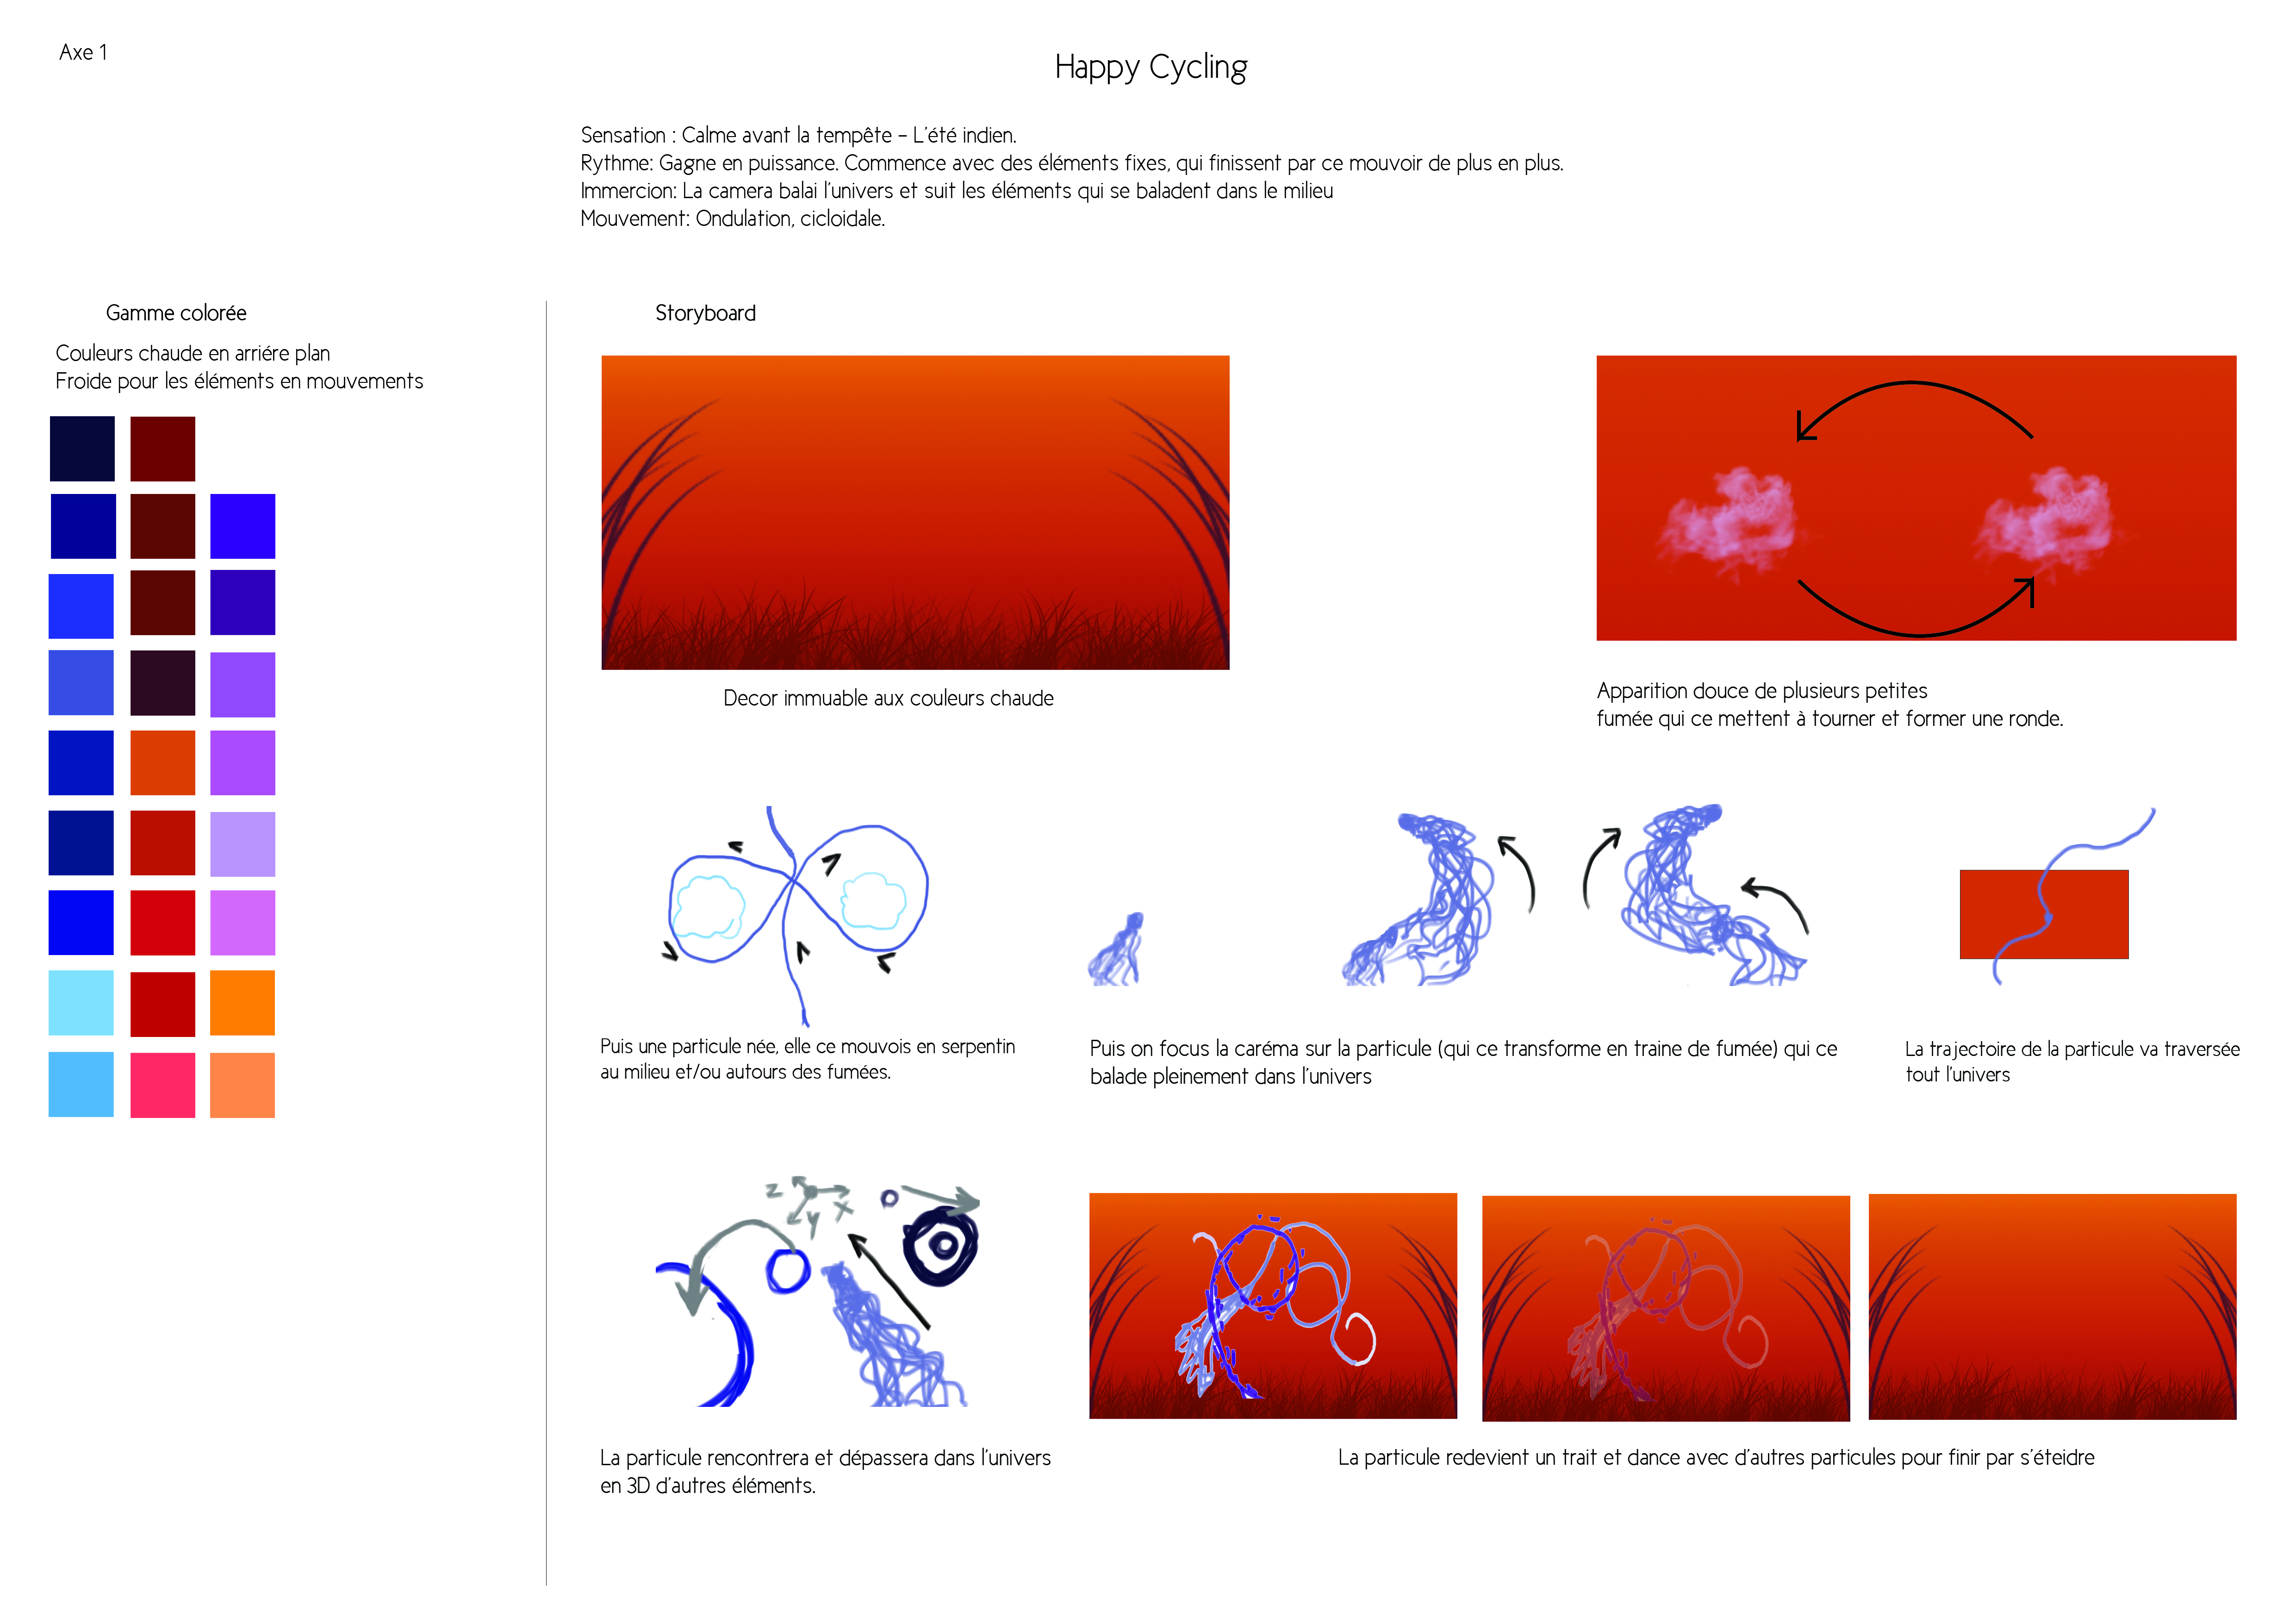 Axe 1
Happy Cycling
Sensation : Calme avant la tempête - L'été indien.
Rythme: Gagne en puissance. Commence avec des éléments fixes, qui finissent par ce mouvoir de plus en plus.
Immercion: La camera balai l'univers et suit les éléments qui se baladent dans le milieu
Mouvement: Ondulation, cicloidale.
Gamme colorée
Couleurs chaude en arriére plan
Froide pour les éléments en mouvements
Storyboard
Decor immuable aux couleurs chaude
Apparition douce de plusieurs petites
fumée qui ce mettent à tourner et former une ronde.
Puis une particule née, elle ce mouvois en serpentin
au milieu et/ou autours des fumées.
Puis on focus la caréma sur la particule (qui ce transforme en traine de fumée) qui ce
balade pleinement dans l'univers
La trajectoire de la particule va traversée
tout l'univers
Z
X
Y
La particule rencontrera et dépassera dans l'univers
en 3D d'autres éléments.
La particule redevient un trait et dance avec d'autres particules pour finir par s'éteidre